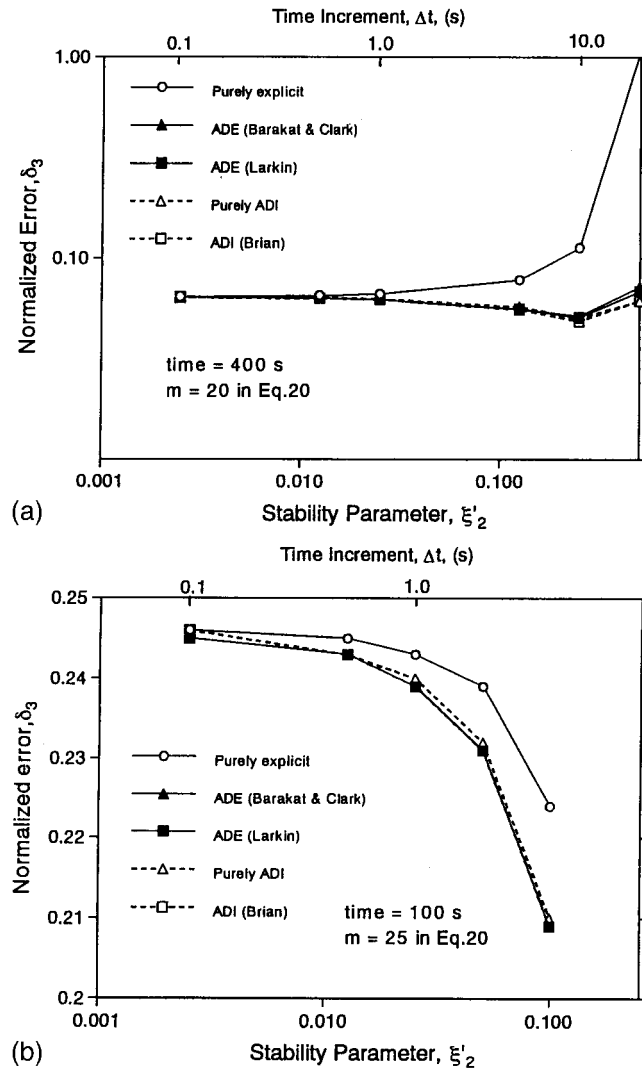 Time Increment, Δt, (s)
0.1 1.0 10.0
1.00
0.10
Normalized Error,δ3
Purely explicit
ADE (Barakat & Clark)
ADE (Larkin)
Purely ADI
ADI (Brian)
time = 400 s
m = 20 in Eq.20
0.001 0.010 0.100
(a)
Stability Parameter, ξ'2
Time Increment, Δt, (s)
0.1 1.0
0.25
0.24
0.23
0.22
0.21
0.2
Normalized error,δ3
Purely explicit
ADE (Barakat & Clark)
ADE (Larkin)
Purely ADI
ADI (Brian)
time = 100 s
m = 25 in Eq.20
0.001 0.010 0.100
(b)
Stability Parameter, ξ'2